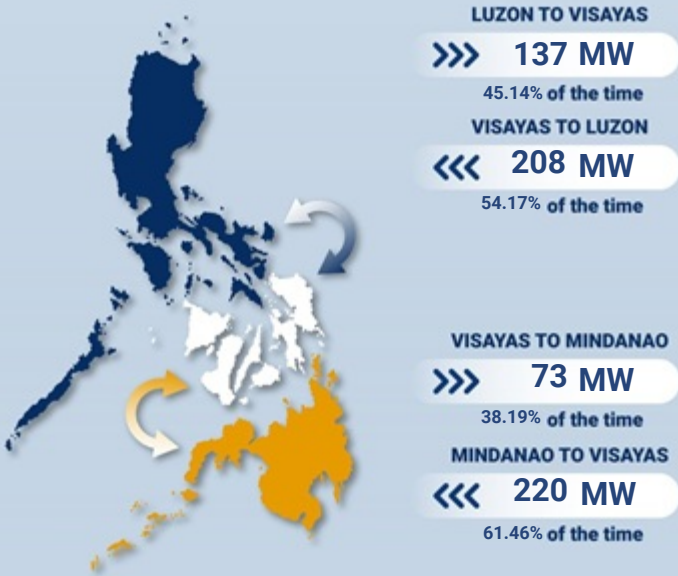 LUZON TO VISAYAS
>>> 137 MW
45.14% of the time
VISAYAS TO LUZON
<<< 208 MW
54.17% of the time
VISAYAS TO MINDANAO
>>> 73 MW
38.19% of the time
MINDANAO TO VISAYAS
<<< 220 MW
61.46% of the time